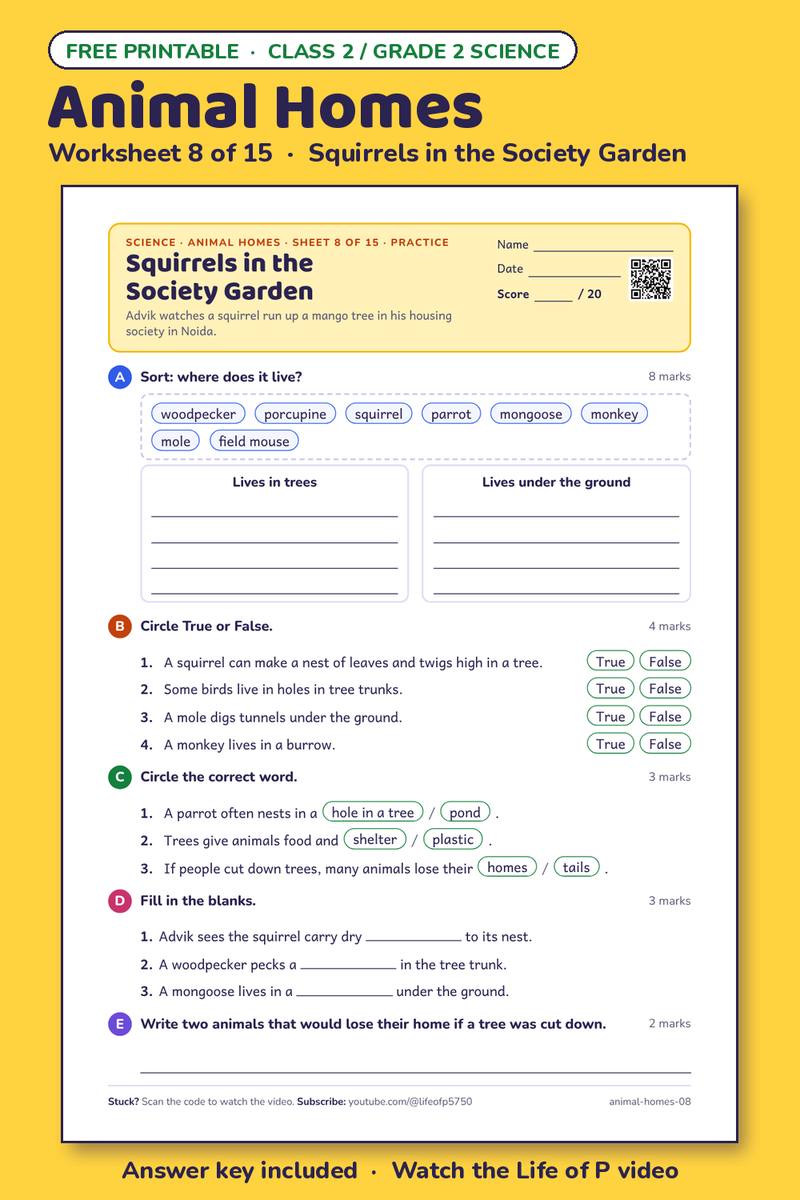 FREE PRINTABLE · CLASS 2 / GRADE 2 SCIENCE
Animal Homes
Worksheet 8 of 15 · Squirrels in the Society Garden
SCIENCE · ANIMAL HOMES · SHEET 8 OF 15 · PRACTICE
Squirrels in the
Society Garden
Advik watches a squirrel run up a mango tree in his housing
society in Noida.
Name ____
Date ____
Score ____ / 20
A Sort: where does it live? 8 marks
woodpecker porcupine squirrel parrot mongoose monkey
mole field mouse
Lives in trees Lives under the ground
B Circle True or False. 4 marks
1. A squirrel can make a nest of leaves and twigs high in a tree. True False
2. Some birds live in holes in tree trunks. True False
3. A mole digs tunnels under the ground. True False
4. A monkey lives in a burrow. True False
C Circle the correct word. 3 marks
1. A parrot often nests in a hole in a tree / pond .
2. Trees give animals food and shelter / plastic .
3. If people cut down trees, many animals lose their homes / tails .
D Fill in the blanks. 3 marks
1. Advik sees the squirrel carry dry ____ to its nest.
2. A woodpecker pecks a ____ in the tree trunk.
3. A mongoose lives in a ____ under the ground.
E Write two animals that would lose their home if a tree was cut down. 2 marks
Stuck? Scan the code to watch the video. Subscribe: youtube.com/@lifeofp5750 animal-homes-08
Answer key included · Watch the Life of P video